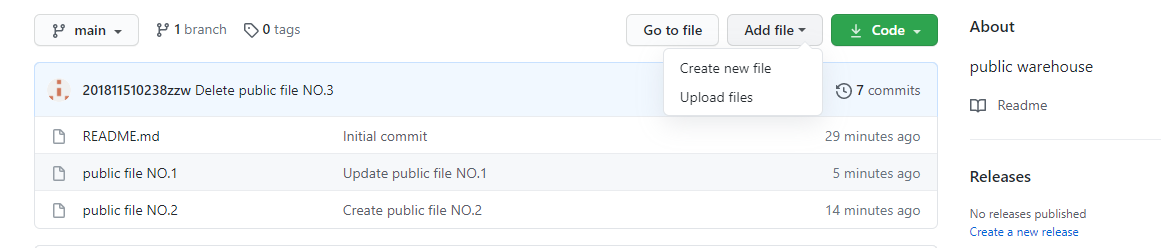 main
1 branch
0 tags
Go to file
Add file
Code
Create new file
Upload files
201811510238zzw Delete public file NO.3
7 commits
README.md Initial commit 29 minutes ago
public file NO.1 Update public file NO.1 5 minutes ago
public file NO.2 Create public file NO.2 14 minutes ago
About
public warehouse
Readme
Releases
No releases published
Create a new release